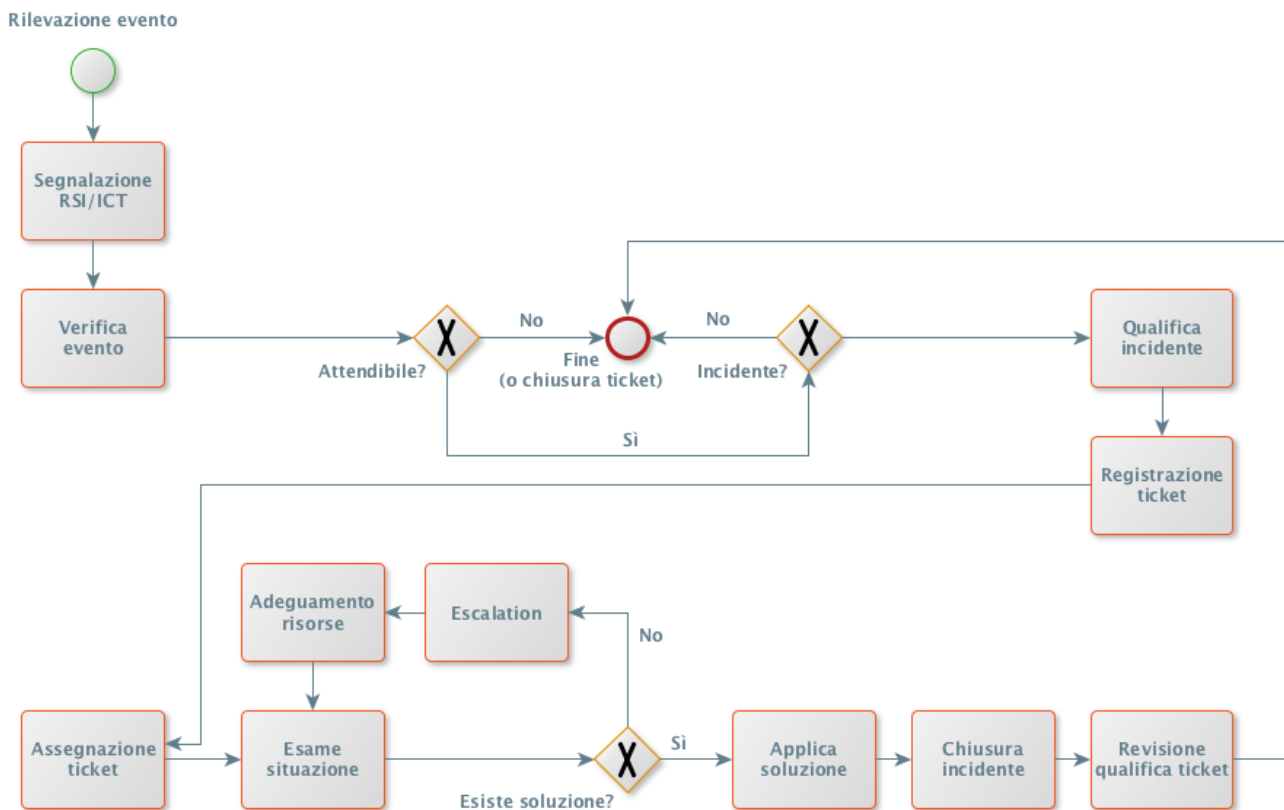 Rilevazione evento
Segnalazione
RSI/ICT
Verifica
evento
Attendibile?
No
Fine
(o chiusura ticket)
No
Incidente?
Sì
Qualifica
incidente
Registrazione
ticket
Adeguamento
risorse
Escalation
No
Assegnazione
ticket
Esame
situazione
Esiste soluzione?
Sì
Applica
soluzione
Chiusura
incidente
Revisione
qualifica ticket